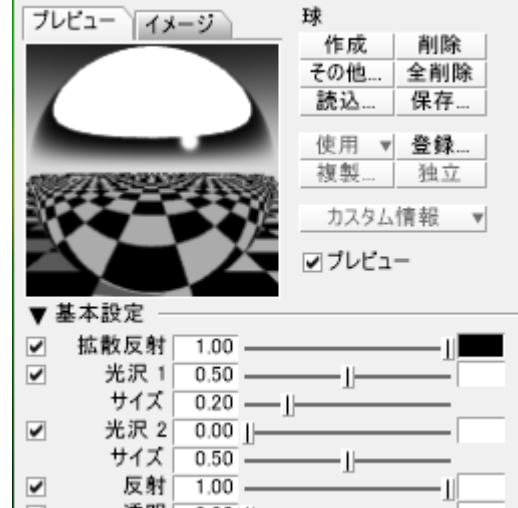 プレビュー イメージ
球
作成 削除
その他... 全削除
読込... 保存...
使用 登録...
複製... 独立
カスタム情報
プレビュー
基本設定
拡散反射 1.00
光沢 1 0.50
サイズ 0.20
光沢 2 0.00
サイズ 0.50
反射 1.00